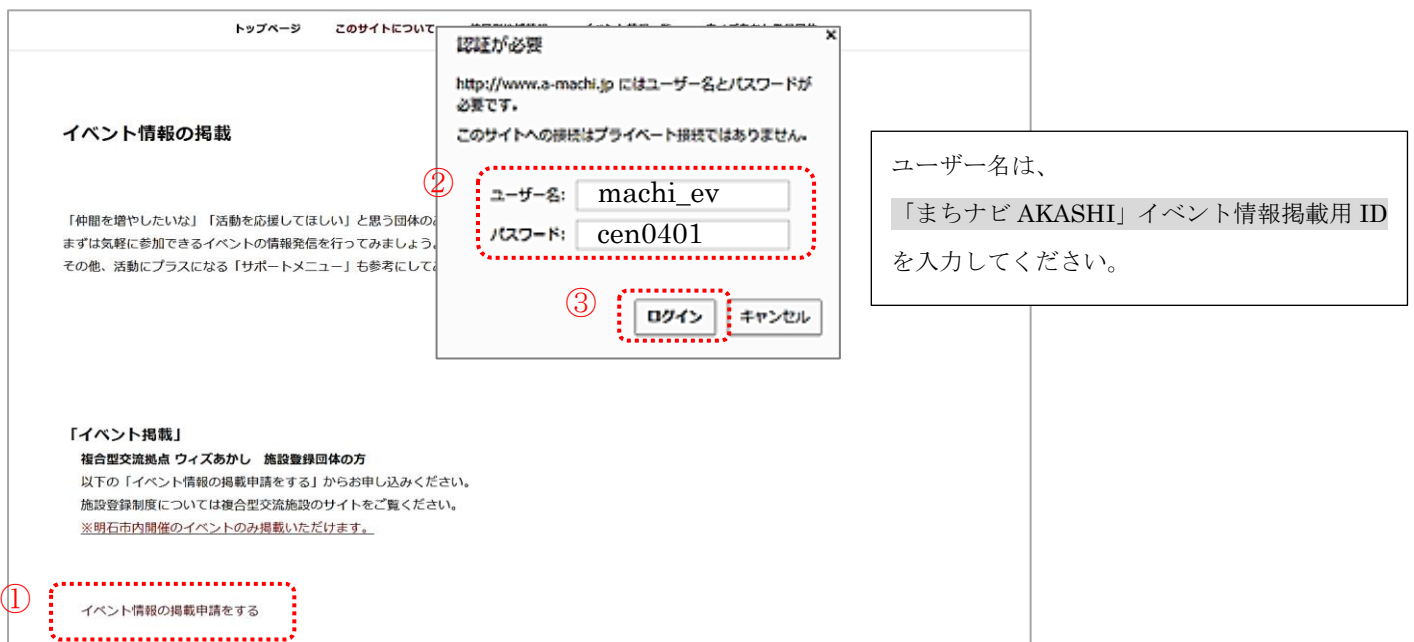 トップページ このサイトについて
認証が必要
×
http://www.a-machi.jp にはユーザー名とパスワードが
必要です。
このサイトへの接続はプライベート接続ではありません。
イベント情報の掲載
②
ユーザー名: machi_ev
パスワード: cen0401
③
ログイン キャンセル
ユーザー名は、
「まちナビ AKASHI」イベント情報掲載用 ID
を入力してください。
「仲間を増やしたいな」「活動を応援してほしい」と思う団体の
まずは気軽に参加できるイベントの情報発信を行ってみましょう。
その他、活動にプラスになる「サポートメニュー」も参考にして
「イベント掲載」
複合型交流拠点 ウィズあかし 施設登録団体の方
以下の「イベント情報の掲載申請をする」からお申し込みください。
施設登録制度については複合型交流施設のサイトをご覧ください。
※明石市内開催のイベントのみ掲載いただけます。
①
イベント情報の掲載申請をする